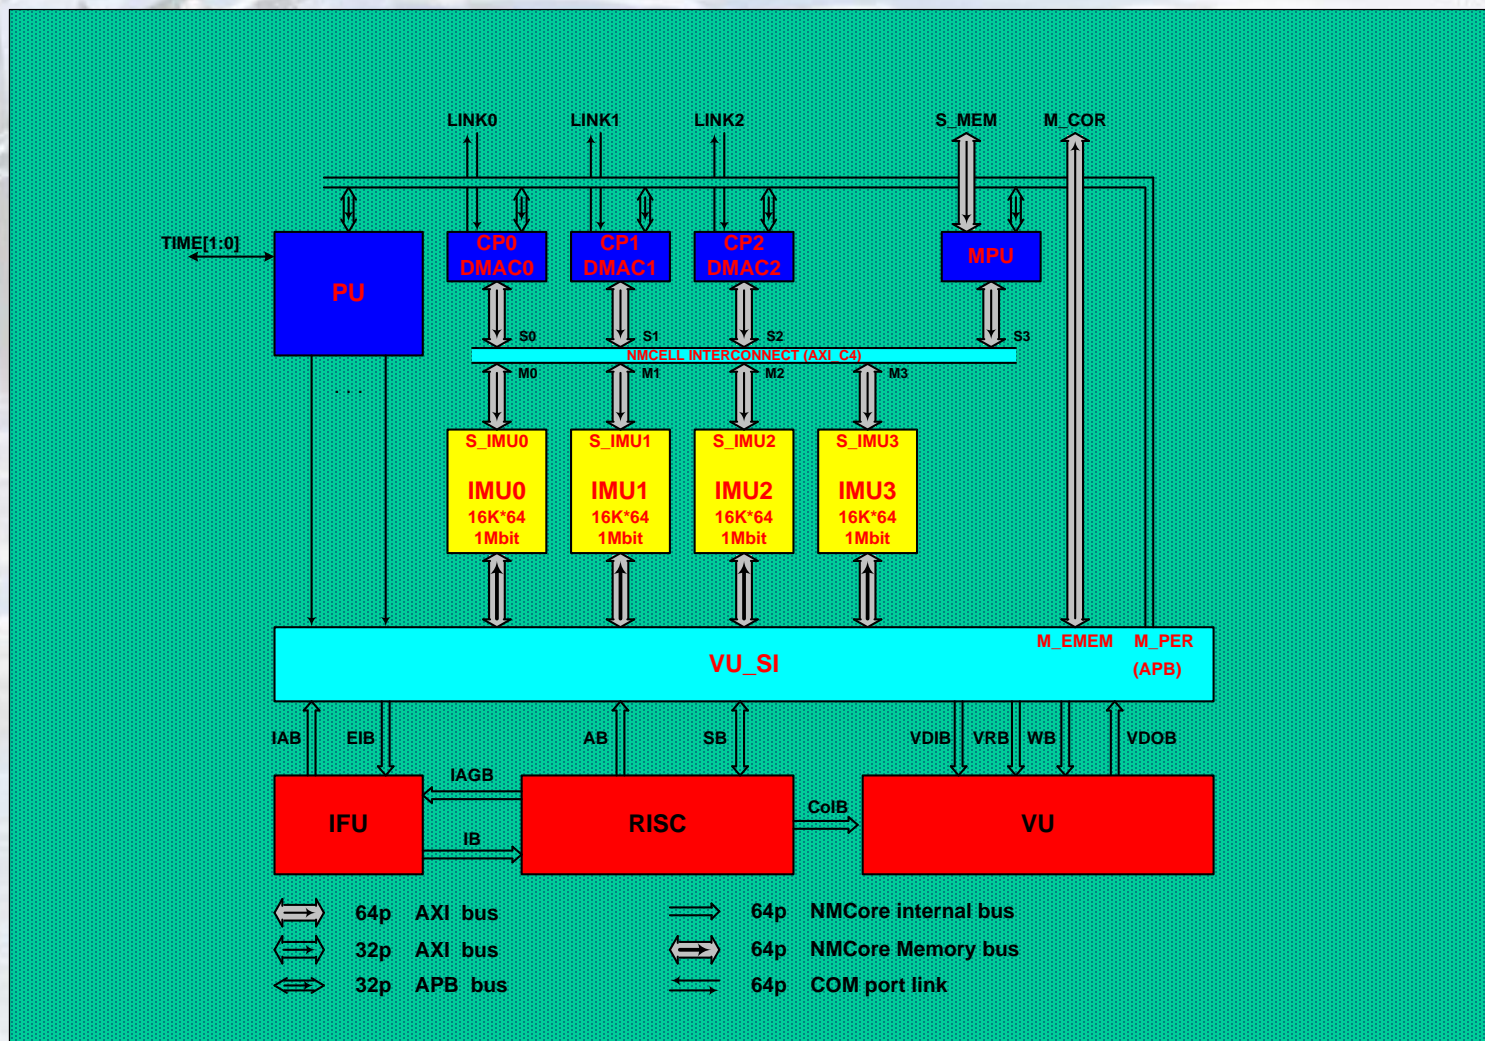 LINK0 LINK1 LINK2 S_MEM M_COR
TIME[1:0]
PU
CP0
DMAC0
CP1
DMAC1
CP2
DMAC2
MPU
S0 S1 S2 S3
NMCELL INTERCONNECT (AXI_C4)
M0 M1 M2 M3
. . .
S_IMU0
IMU0
16K*64
1Mbit
S_IMU1
IMU1
16K*64
1Mbit
S_IMU2
IMU2
16K*64
1Mbit
S_IMU3
IMU3
16K*64
1Mbit
VU_SI
M_EMEM M_PER
(APB)
IAB EIB AB SB VDIB VRB WB VDOB
IFU
IAGB
IB
RISC
CoIB
VU
64p AXI bus
32p AXI bus
32p APB bus
64p NMCore internal bus
64p NMCore Memory bus
64p COM port link